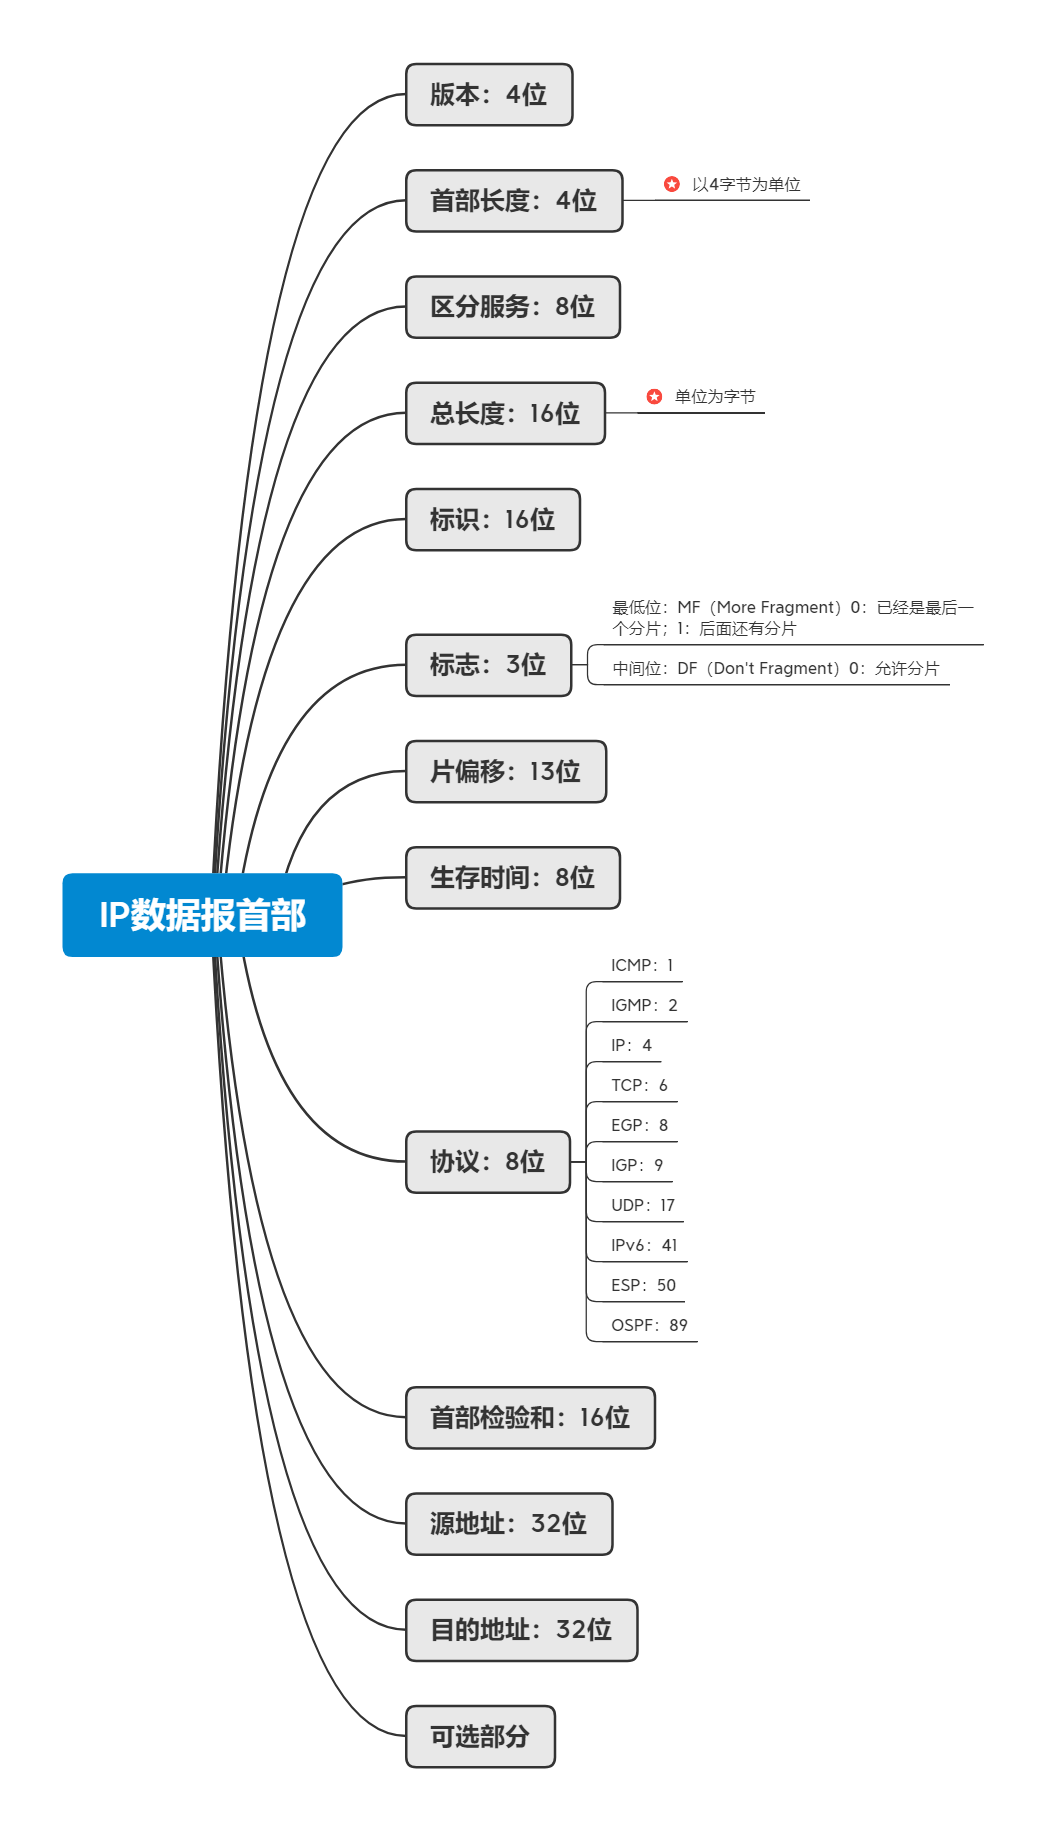 IP数据报首部
版本：4位
首部长度：4位
以4字节为单位
区分服务：8位
总长度：16位
单位为字节
标识：16位
标志：3位
最低位：MF（More Fragment）0：已经是最后一
个分片；1：后面还有分片
中间位：DF（Don't Fragment）0：允许分片
片偏移：13位
生存时间：8位
协议：8位
ICMP：1
IGMP：2
IP：4
TCP：6
EGP：8
IGP：9
UDP：17
IPv6：41
ESP：50
OSPF：89
首部检验和：16位
源地址：32位
目的地址：32位
可选部分